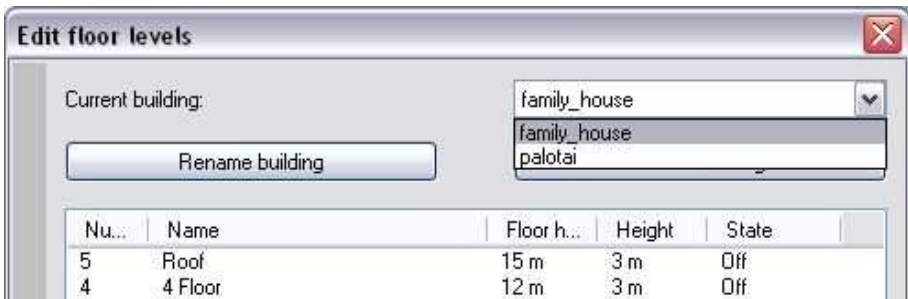 Edit floor levels
Current building: family_house
family_house
Rename building palotai
Nu... Name Floor h... Height State
5 Roof 15 m 3 m Off
4 4 Floor 12 m 3 m Off